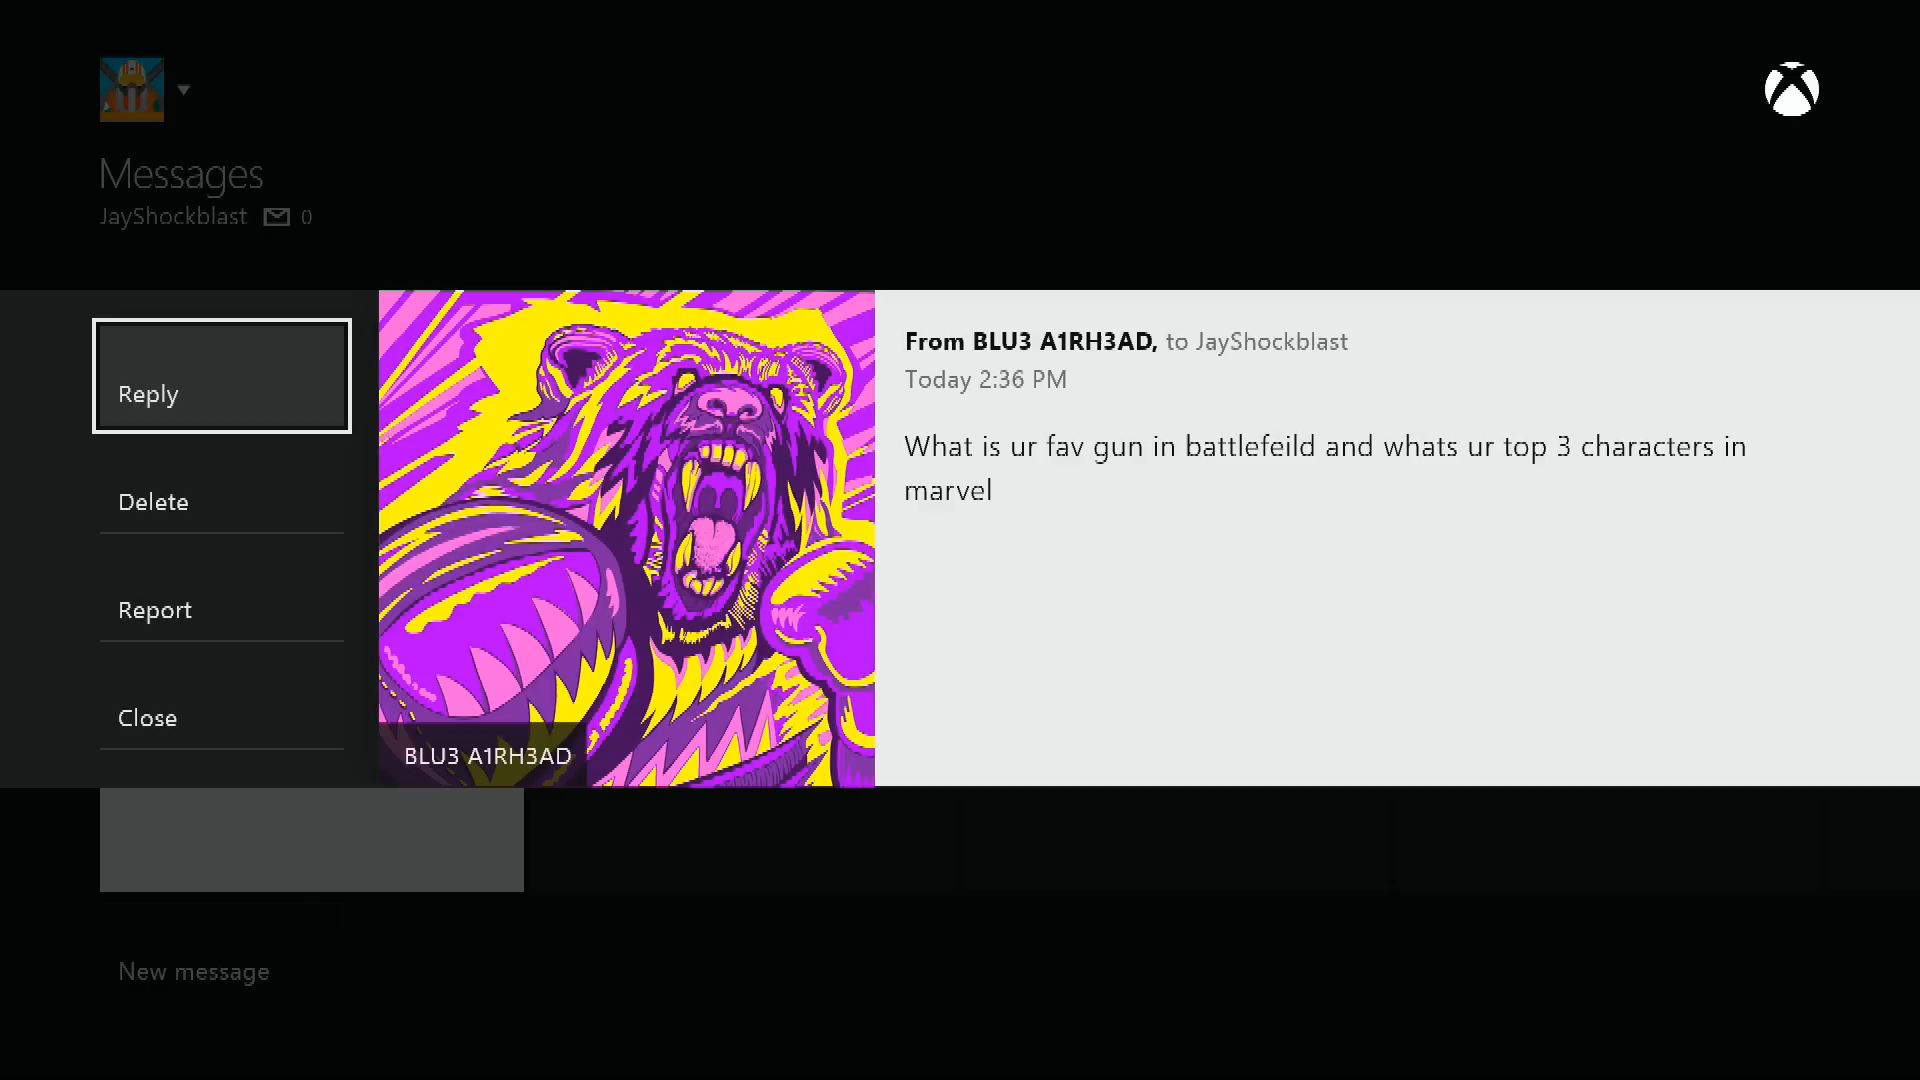 Messages
JayShockblast 0
Reply
Delete
Report
Close
BLU3 A1RH3AD
From BLU3 A1RH3AD, to JayShockblast
Today 2:36 PM
What is ur fav gun in battlefeild and whats ur top 3 characters in
marvel
New message